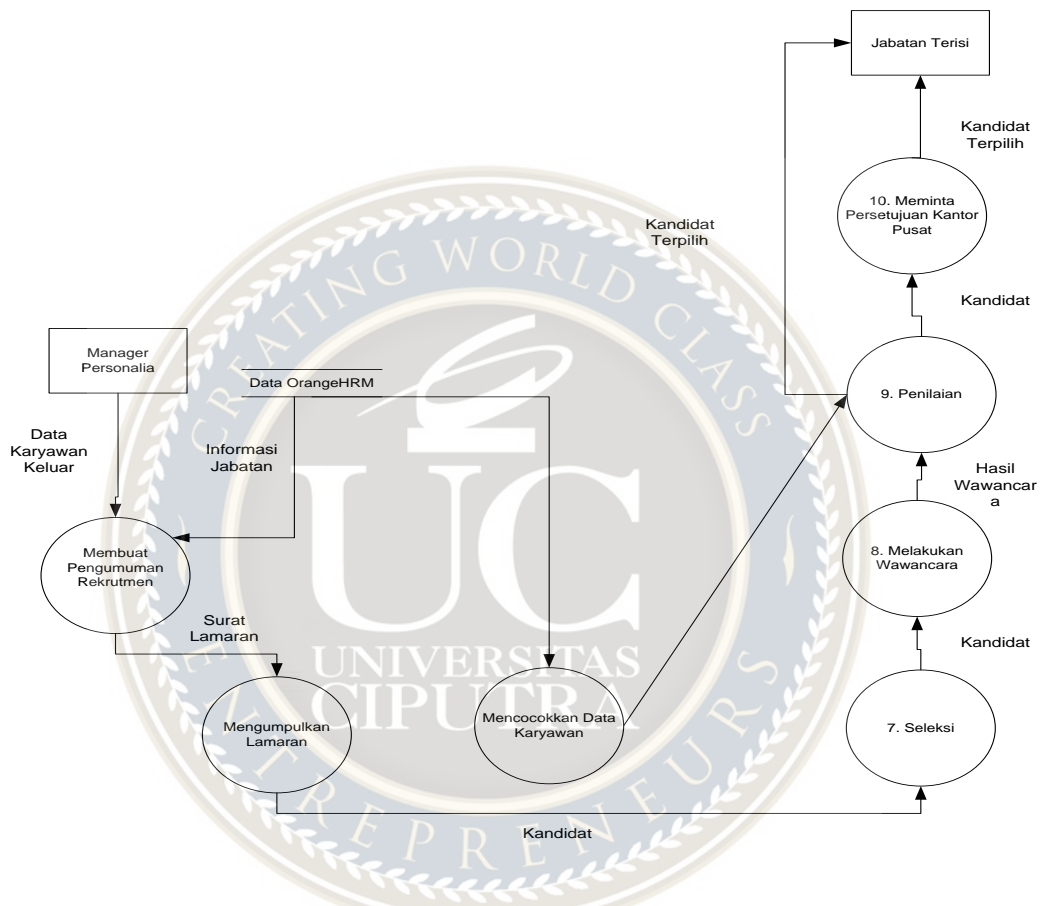 Jabatan Terisi
Kandidat
Terpilih
10. Meminta
Persetujuan Kantor
Pusat
Kandidat
Terpilih
Kandidat
Manager
Personalia
Data OrangeHRM
9. Penilaian
Data
Karyawan
Keluar
Informasi
Jabatan
Hasil
Wawancar
a
Membuat
Pengumuman
Rekrutmen
8. Melakukan
Wawancara
Surat
Lamaran
Kandidat
Mengumpulkan
Lamaran
Mencocokkan Data
Karyawan
7. Seleksi
Kandidat
CREATING WORLD CLASS
UC
UNIVERSITAS
CIPUTRA
ENTREPRENEURS